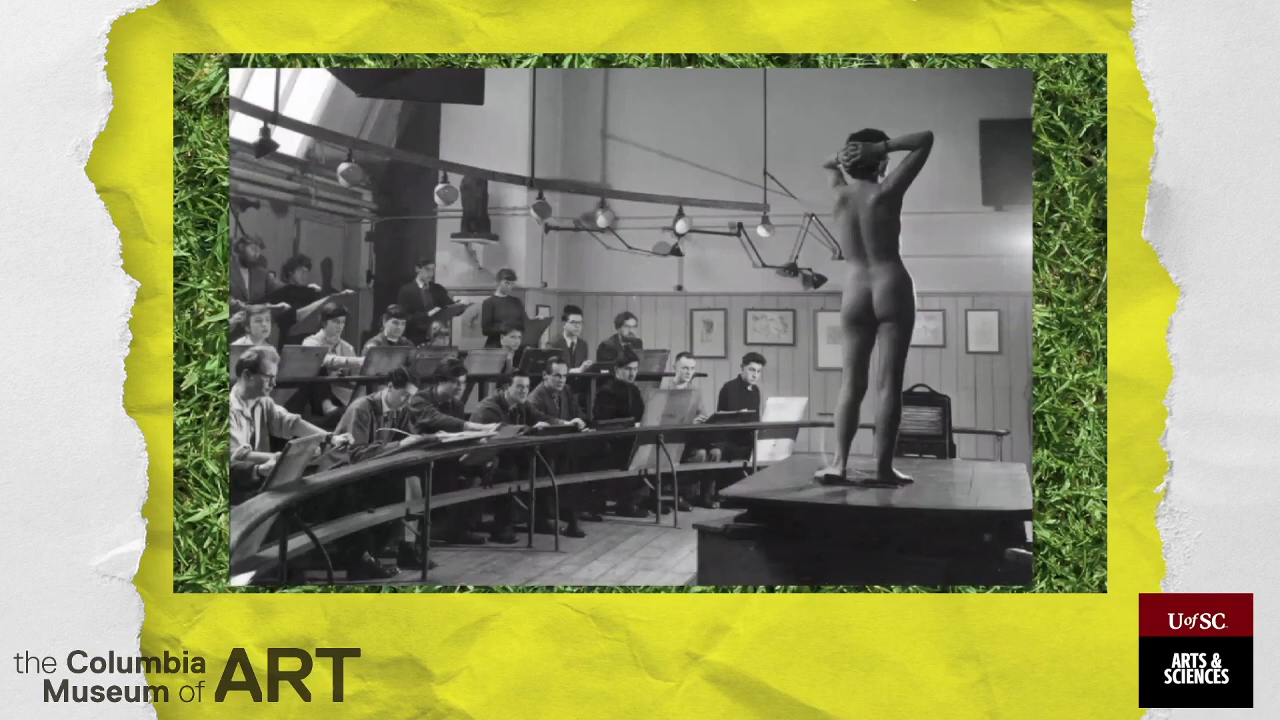 the Columbia
Museum of ART
UofSC
ARTS &
SCIENCES